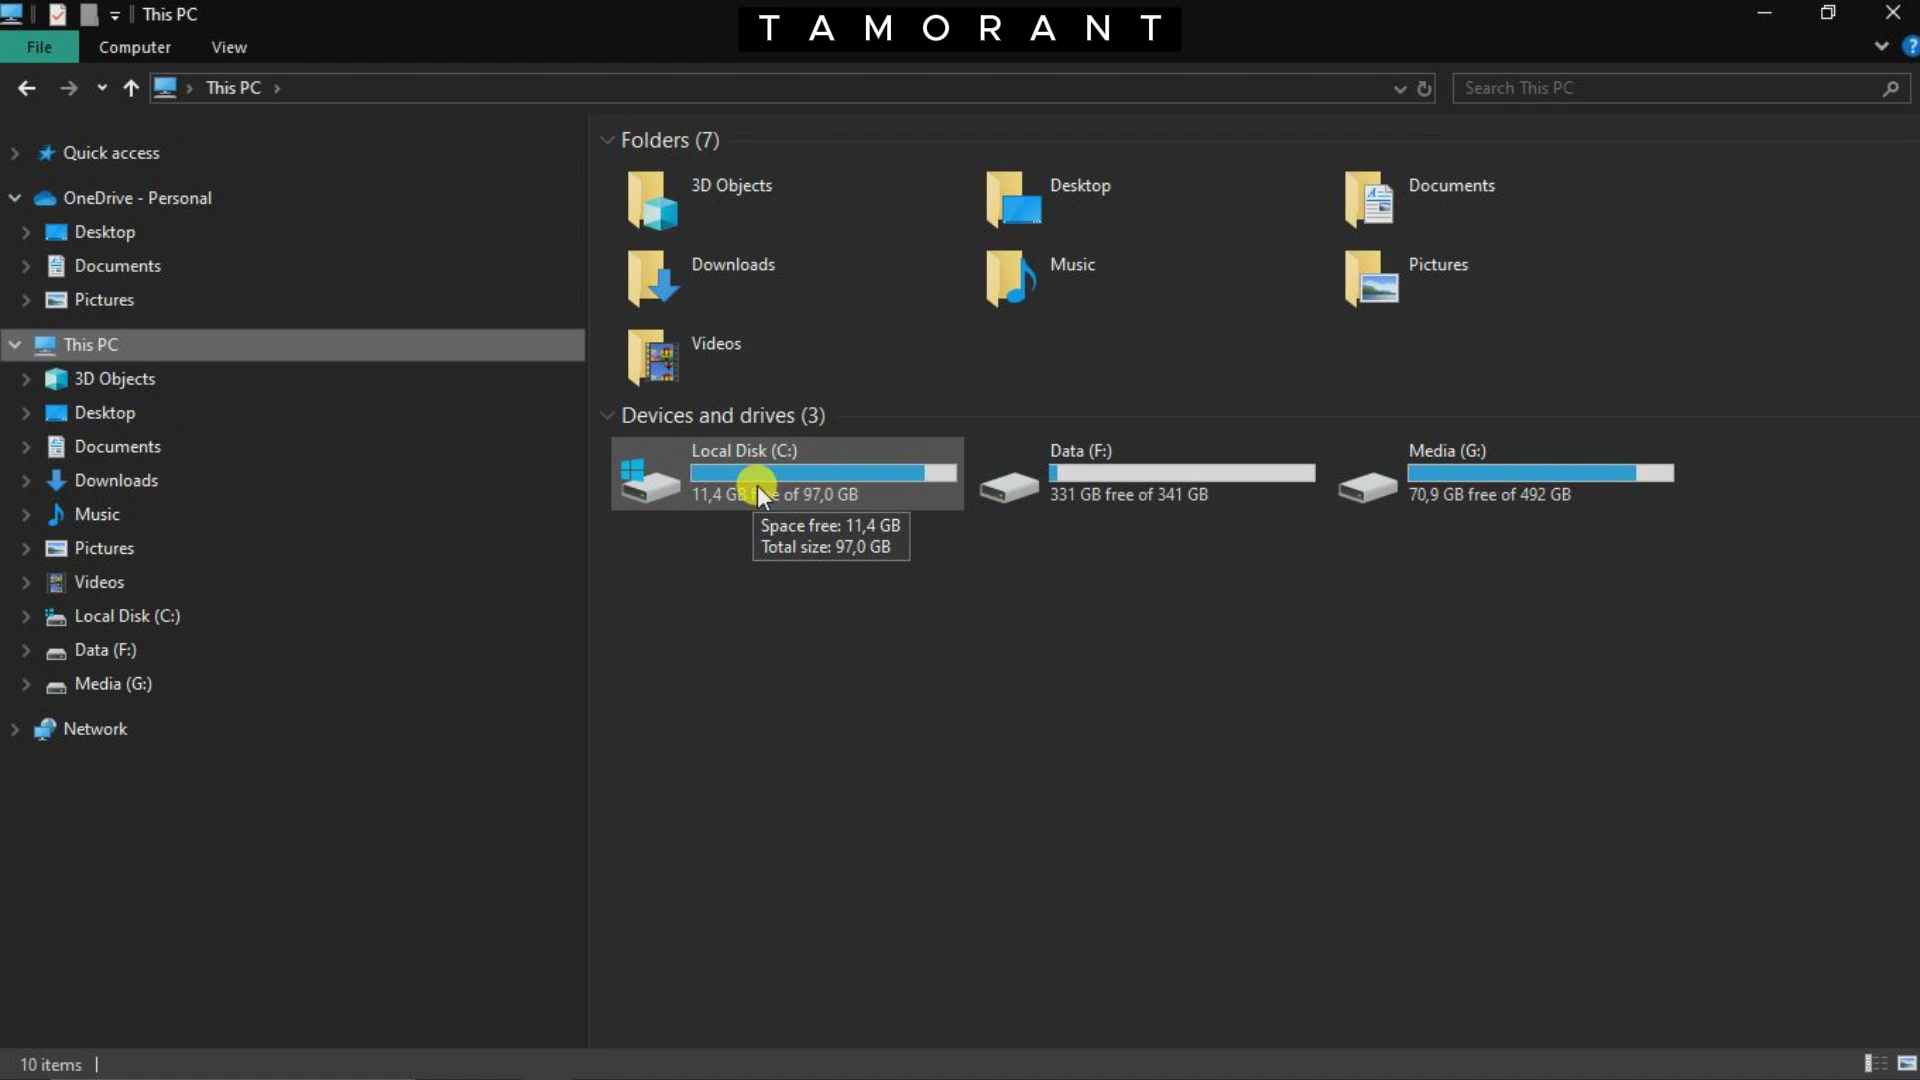 This PC
T A M O R A N T
File
Computer
View
?
This PC
Search This PC
Quick access
OneDrive - Personal
Desktop
Documents
Pictures
This PC
3D Objects
Desktop
Documents
Downloads
Music
Pictures
Videos
Local Disk (C:)
Data (F:)
Media (G:)
Network
Folders (7)
3D Objects
Desktop
Documents
Downloads
Music
Pictures
Videos
Devices and drives (3)
Local Disk (C:)
11,4 GB free of 97,0 GB
Data (F:)
331 GB free of 341 GB
Media (G:)
70,9 GB free of 492 GB
Space free: 11,4 GB
Total size: 97,0 GB
10 items